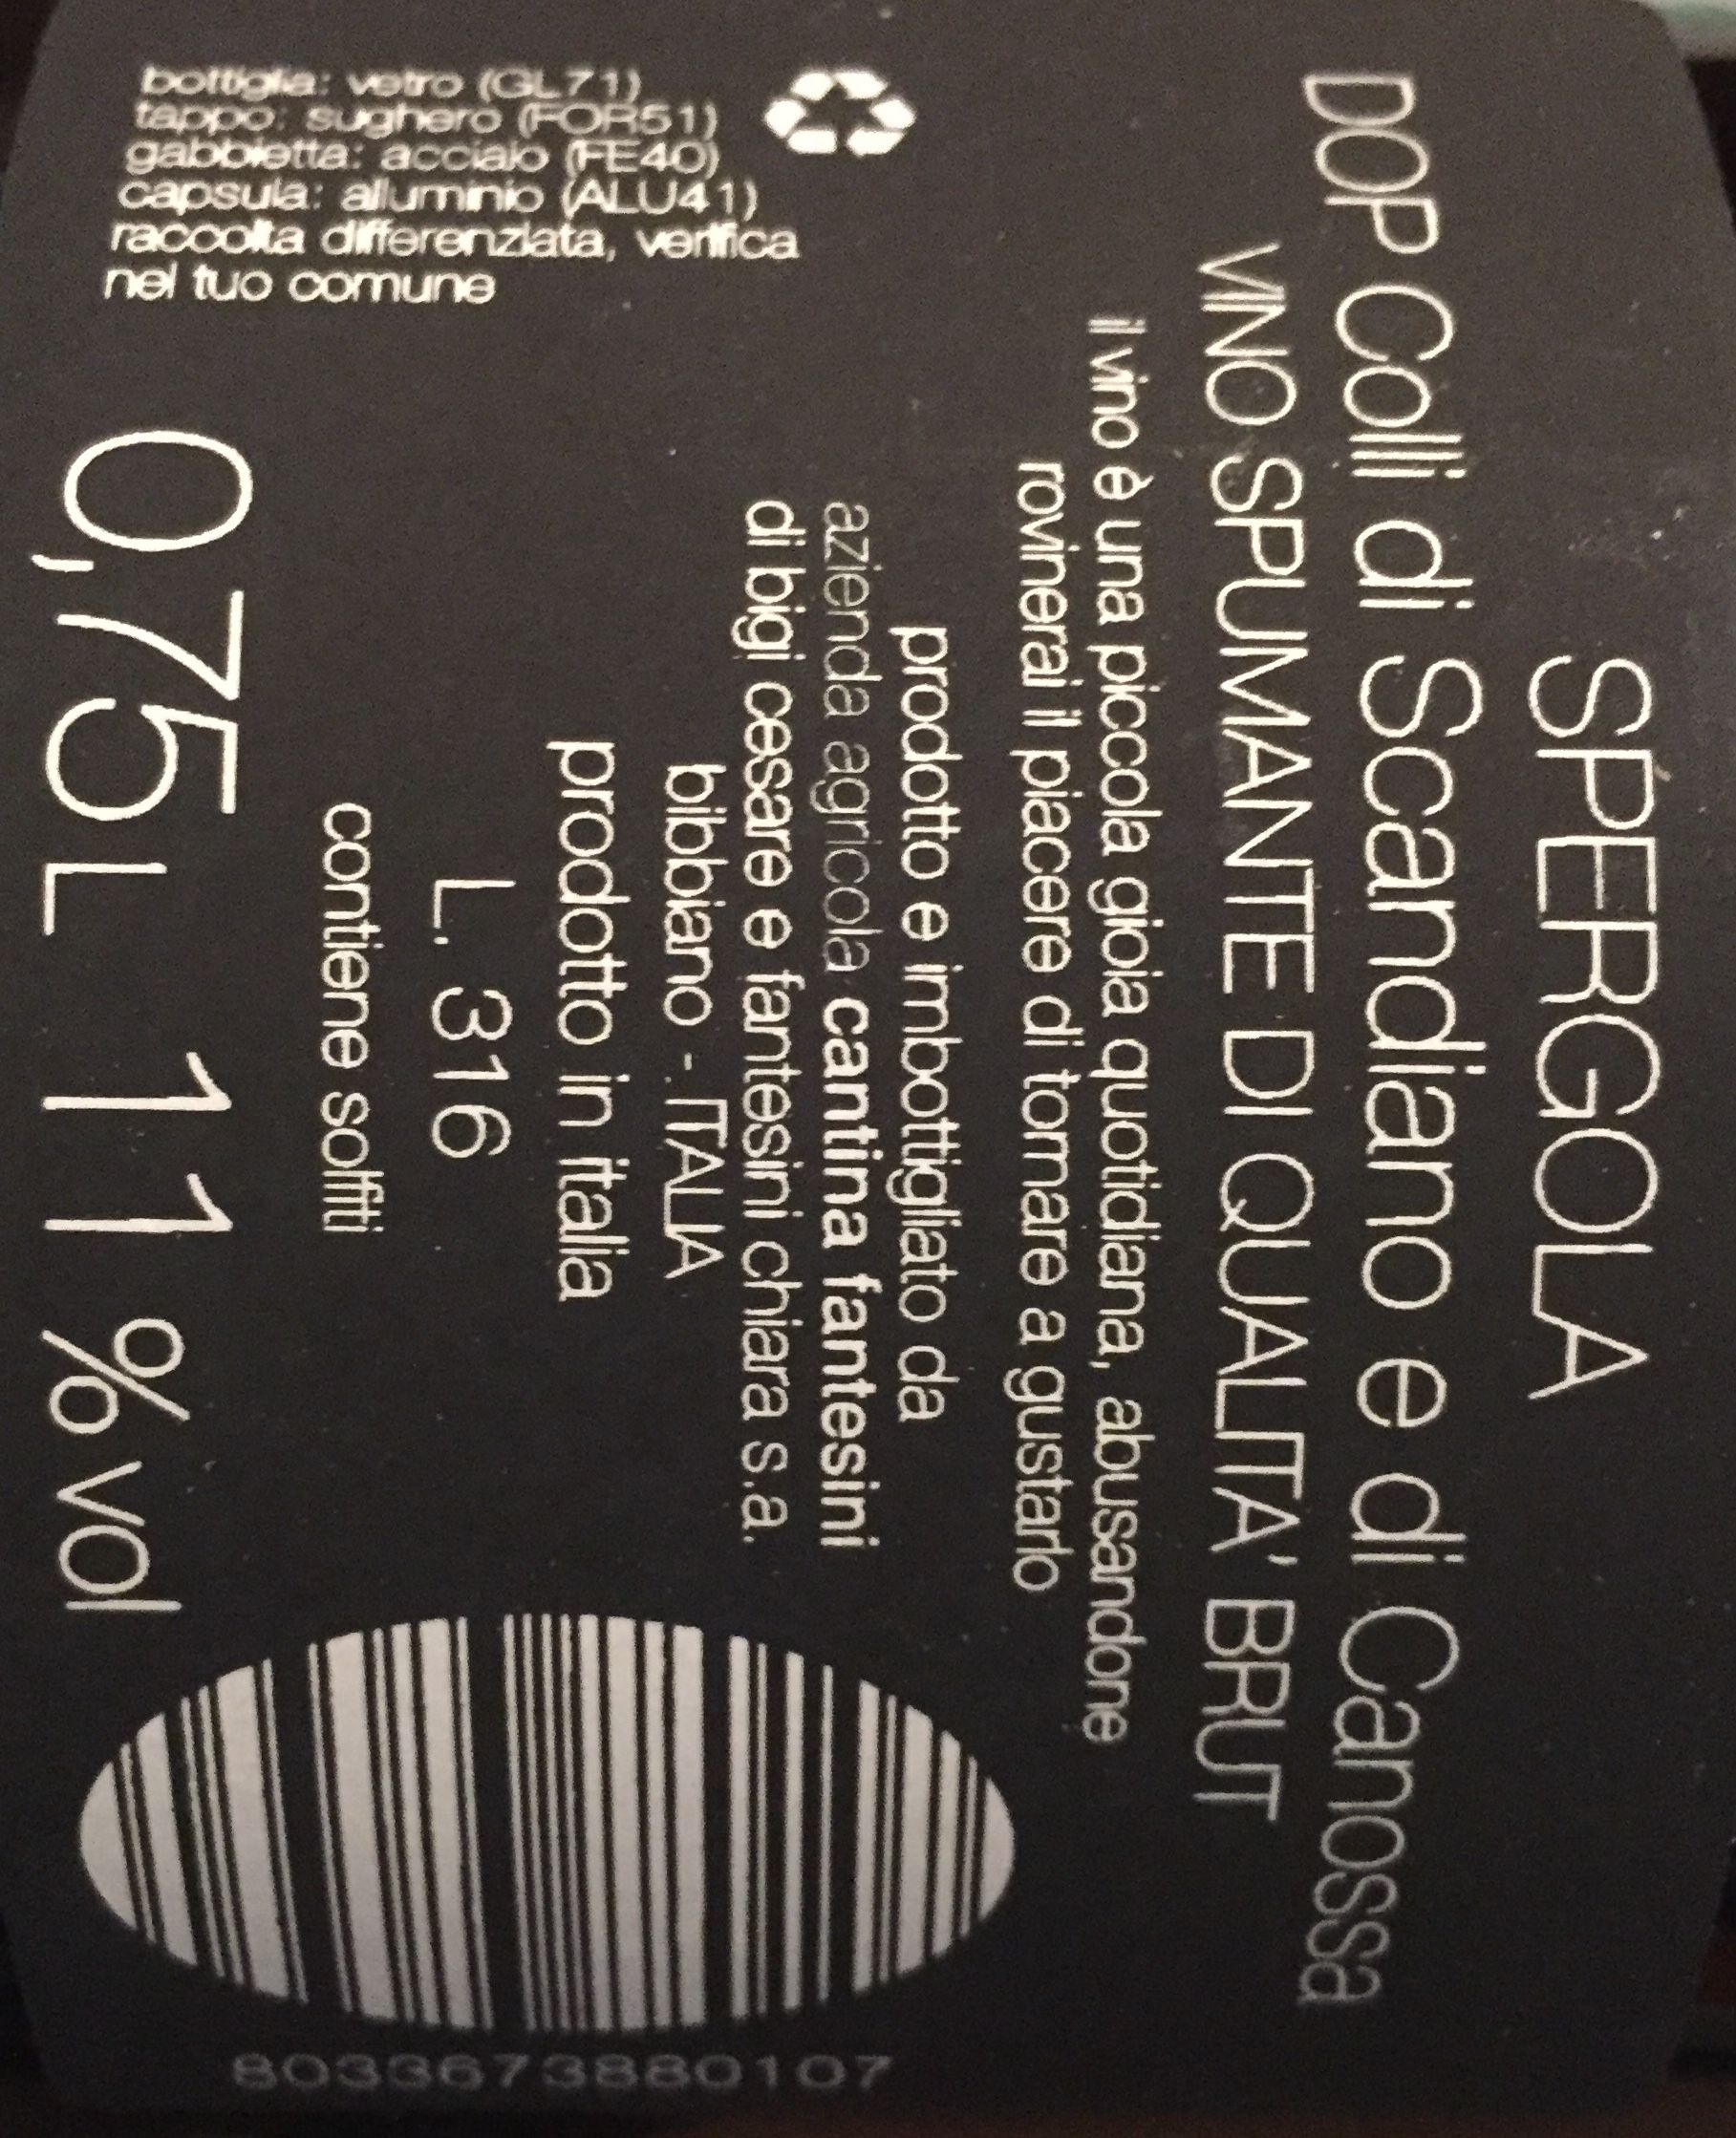 SPERGOLA
DOP Colli di Scandiano e di Canossa
VINO SPUMANTE DI QUALITA' BRUT
il vino è una piccola gioia quotidiana, abusandone
rovinerai il piacere di tornare a gustarlo
prodotto e imbottigliato da
azienda agricola cantina fantesini
di bigi cesare e fantesini chiara s.a.
bibbiano - ITALIA
prodotto in italia
L. 316
contiene solfiti
0,75 L 11 % vol
bottiglia: vetro (GL71)
tappo: sughero (FOR51)
gabbietta: acciaio (FE40)
capsula: alluminio (ALU41)
raccolta differenziata, verifica
nel tuo comune
8033673880107